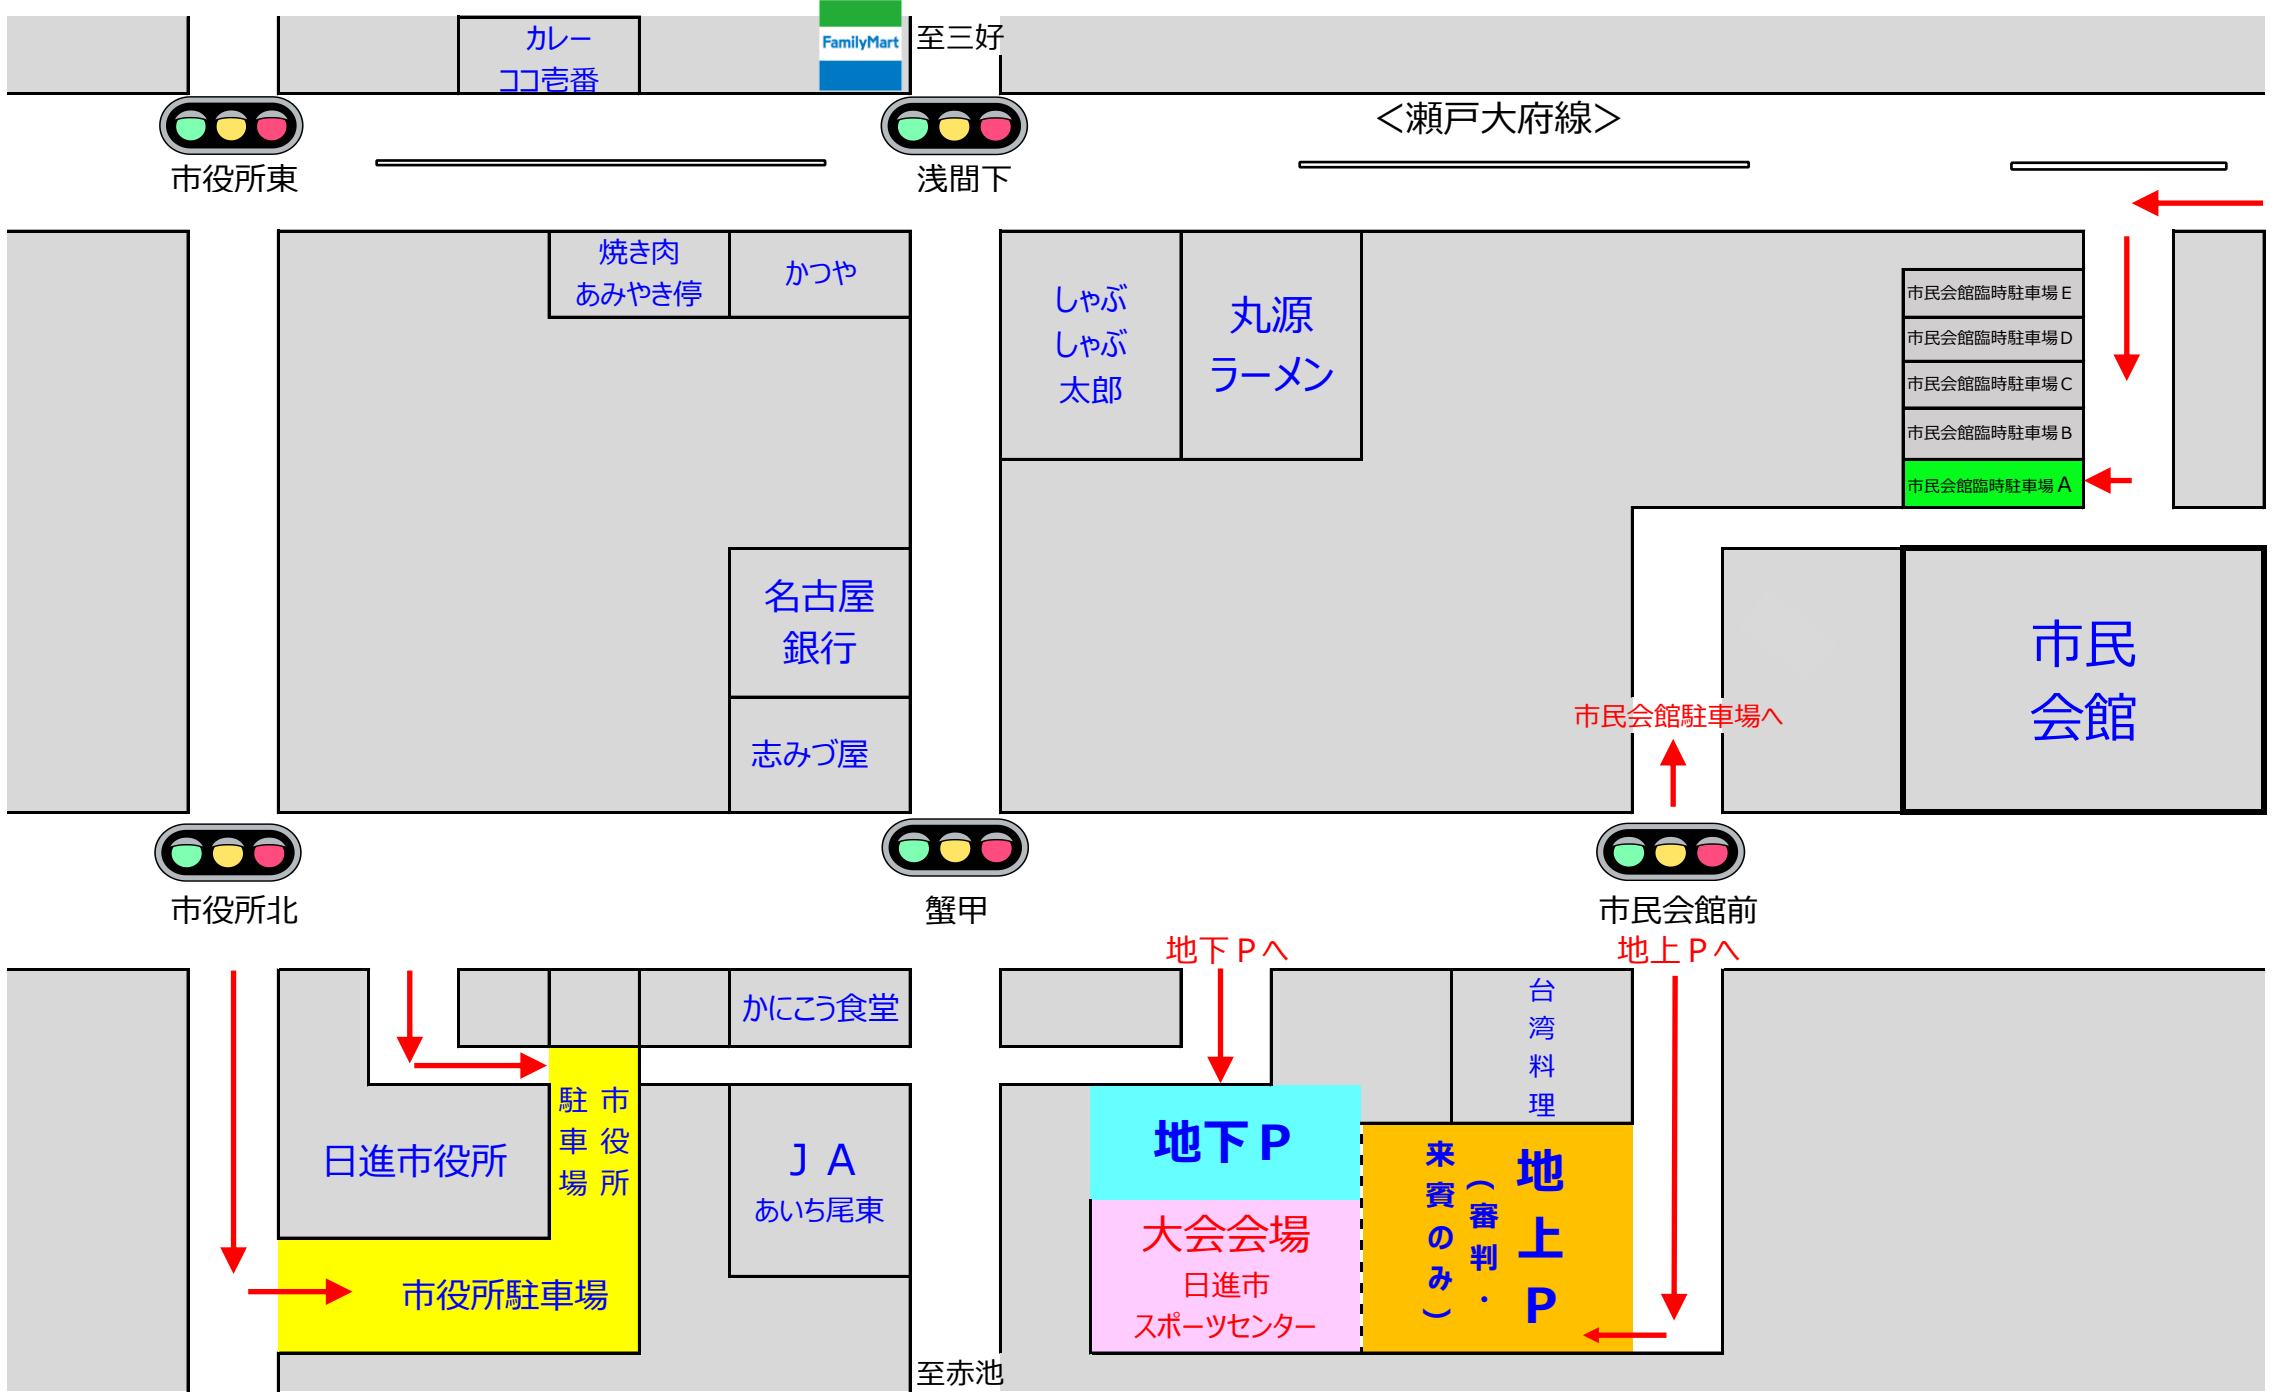 カレー
ココ壱番
FamilyMart
至三好
＜瀬戸大府線＞
市役所東
浅間下
焼き肉
あみやき停
かつや
しゃぶ
しゃぶ
太郎
丸源
ラーメン
市民会館臨時駐車場E
市民会館臨時駐車場D
市民会館臨時駐車場C
市民会館臨時駐車場B
市民会館臨時駐車場A
名古屋
銀行
志みづ屋
市民会館駐車場へ
市民
会館
市役所北
蟹甲
市民会館前
地下Pへ
地上Pへ
かにこう食堂
台湾料理
日進市役所
市役所
駐車場
JA
あいち尾東
地下P
地上P
（審判・
来賓のみ）
大会会場
日進市
スポーツセンター
市役所駐車場
至赤池